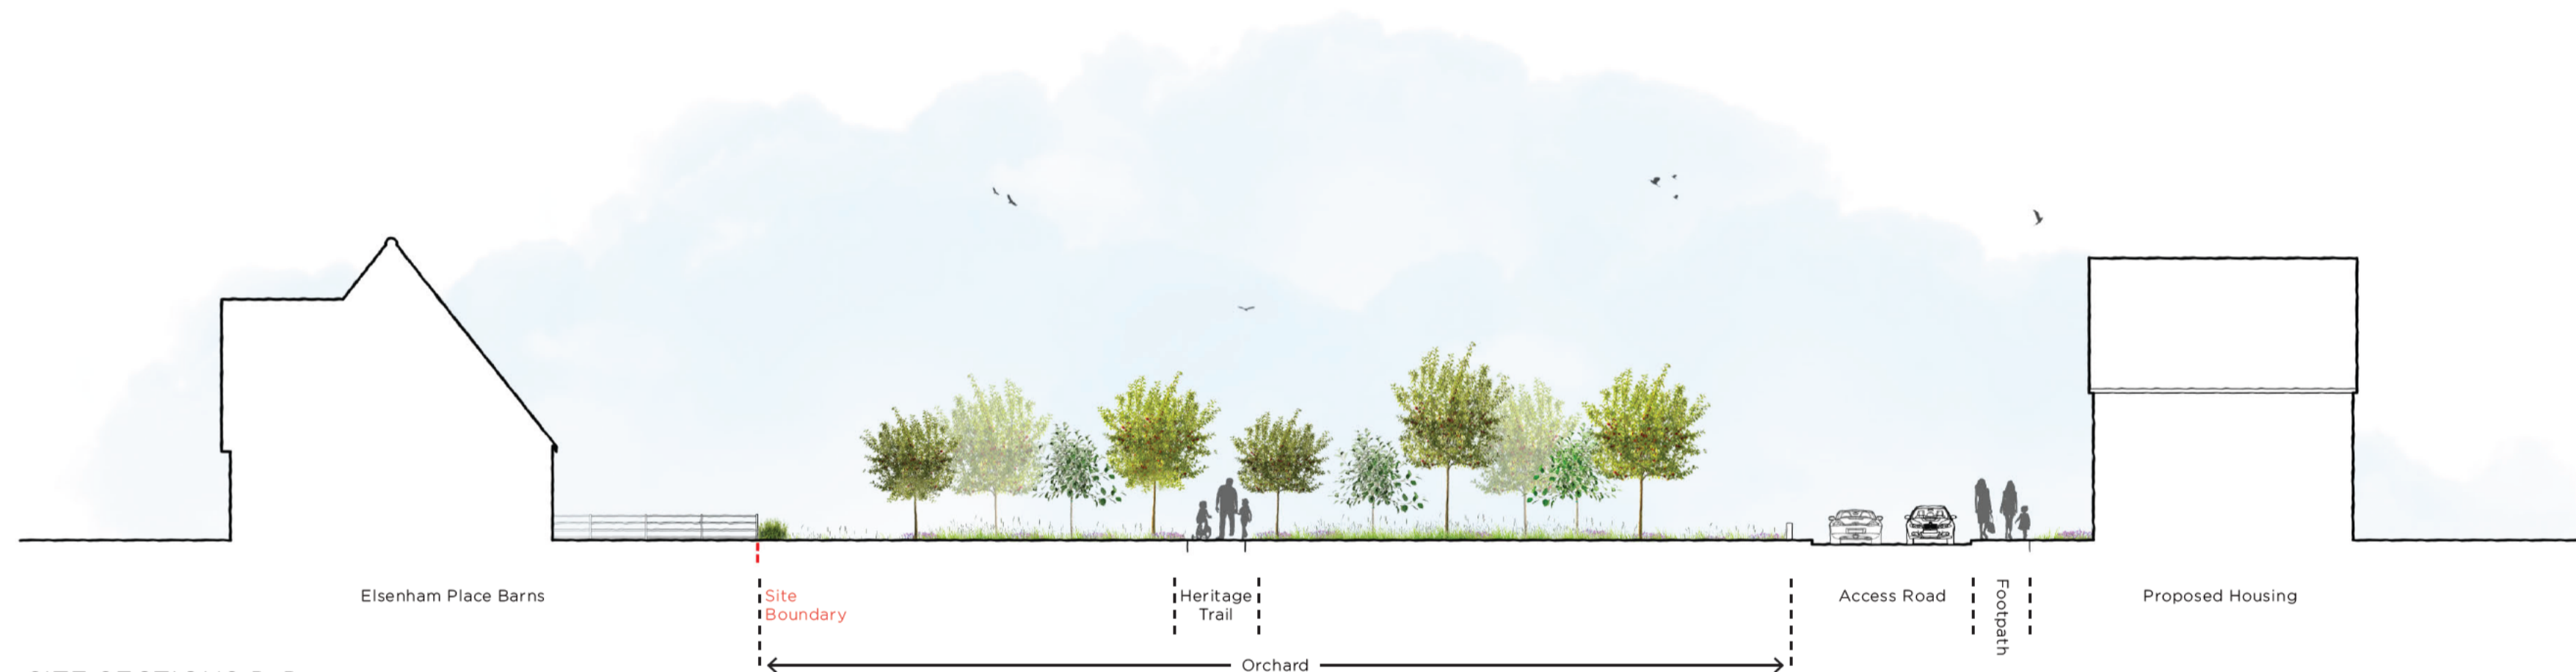 Elsenham Place Barns
Site
Boundary
Heritage
Trail
Access Road
Footpath
Proposed Housing
Orchard